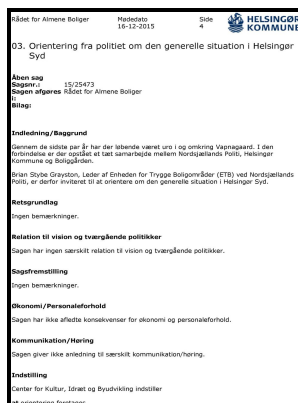 Rådet for Almene Boliger Mødedato Side HELSINGØR
16-12-2015 4 KOMMUNE
03. Orientering fra politiet om den generelle situation i Helsingør
Syd
Åben sag
Sagsnr.: 15/25473
Sagen afgøres Rådet for Almene Boliger
i:
Bilag:
Indledning/Baggrund
Gennem de sidste par år har der løbende været uro i og omkring Vapnagaard. I den
forbindelse er der opstået et tæt samarbejde mellem Nordsjællands Politi, Helsingør
Kommune og Boliggården.
Brian Stybe Grayston, Leder af Enheden for Trygge Boligområder (ETB) ved Nordsjællands
Politi, er derfor inviteret til at orientere om den generelle situation i Helsingør Syd.
Retsgrundlag
Ingen bemærkninger.
Relation til vision og tværgående politikker
Sagen har ingen særskilt relation til vision og tværgående politikker.
Sagsfremstilling
Ingen bemærkninger.
Økonomi/Personaleforhold
Sagen har ikke afledte konsekvenser for økonomi og personaleforhold.
Kommunikation/Høring
Sagen giver ikke anledning til særskilt kommunikation/høring.
Indstilling
Center for Kultur, Idræt og Byudvikling indstiller
at orientering foretages.